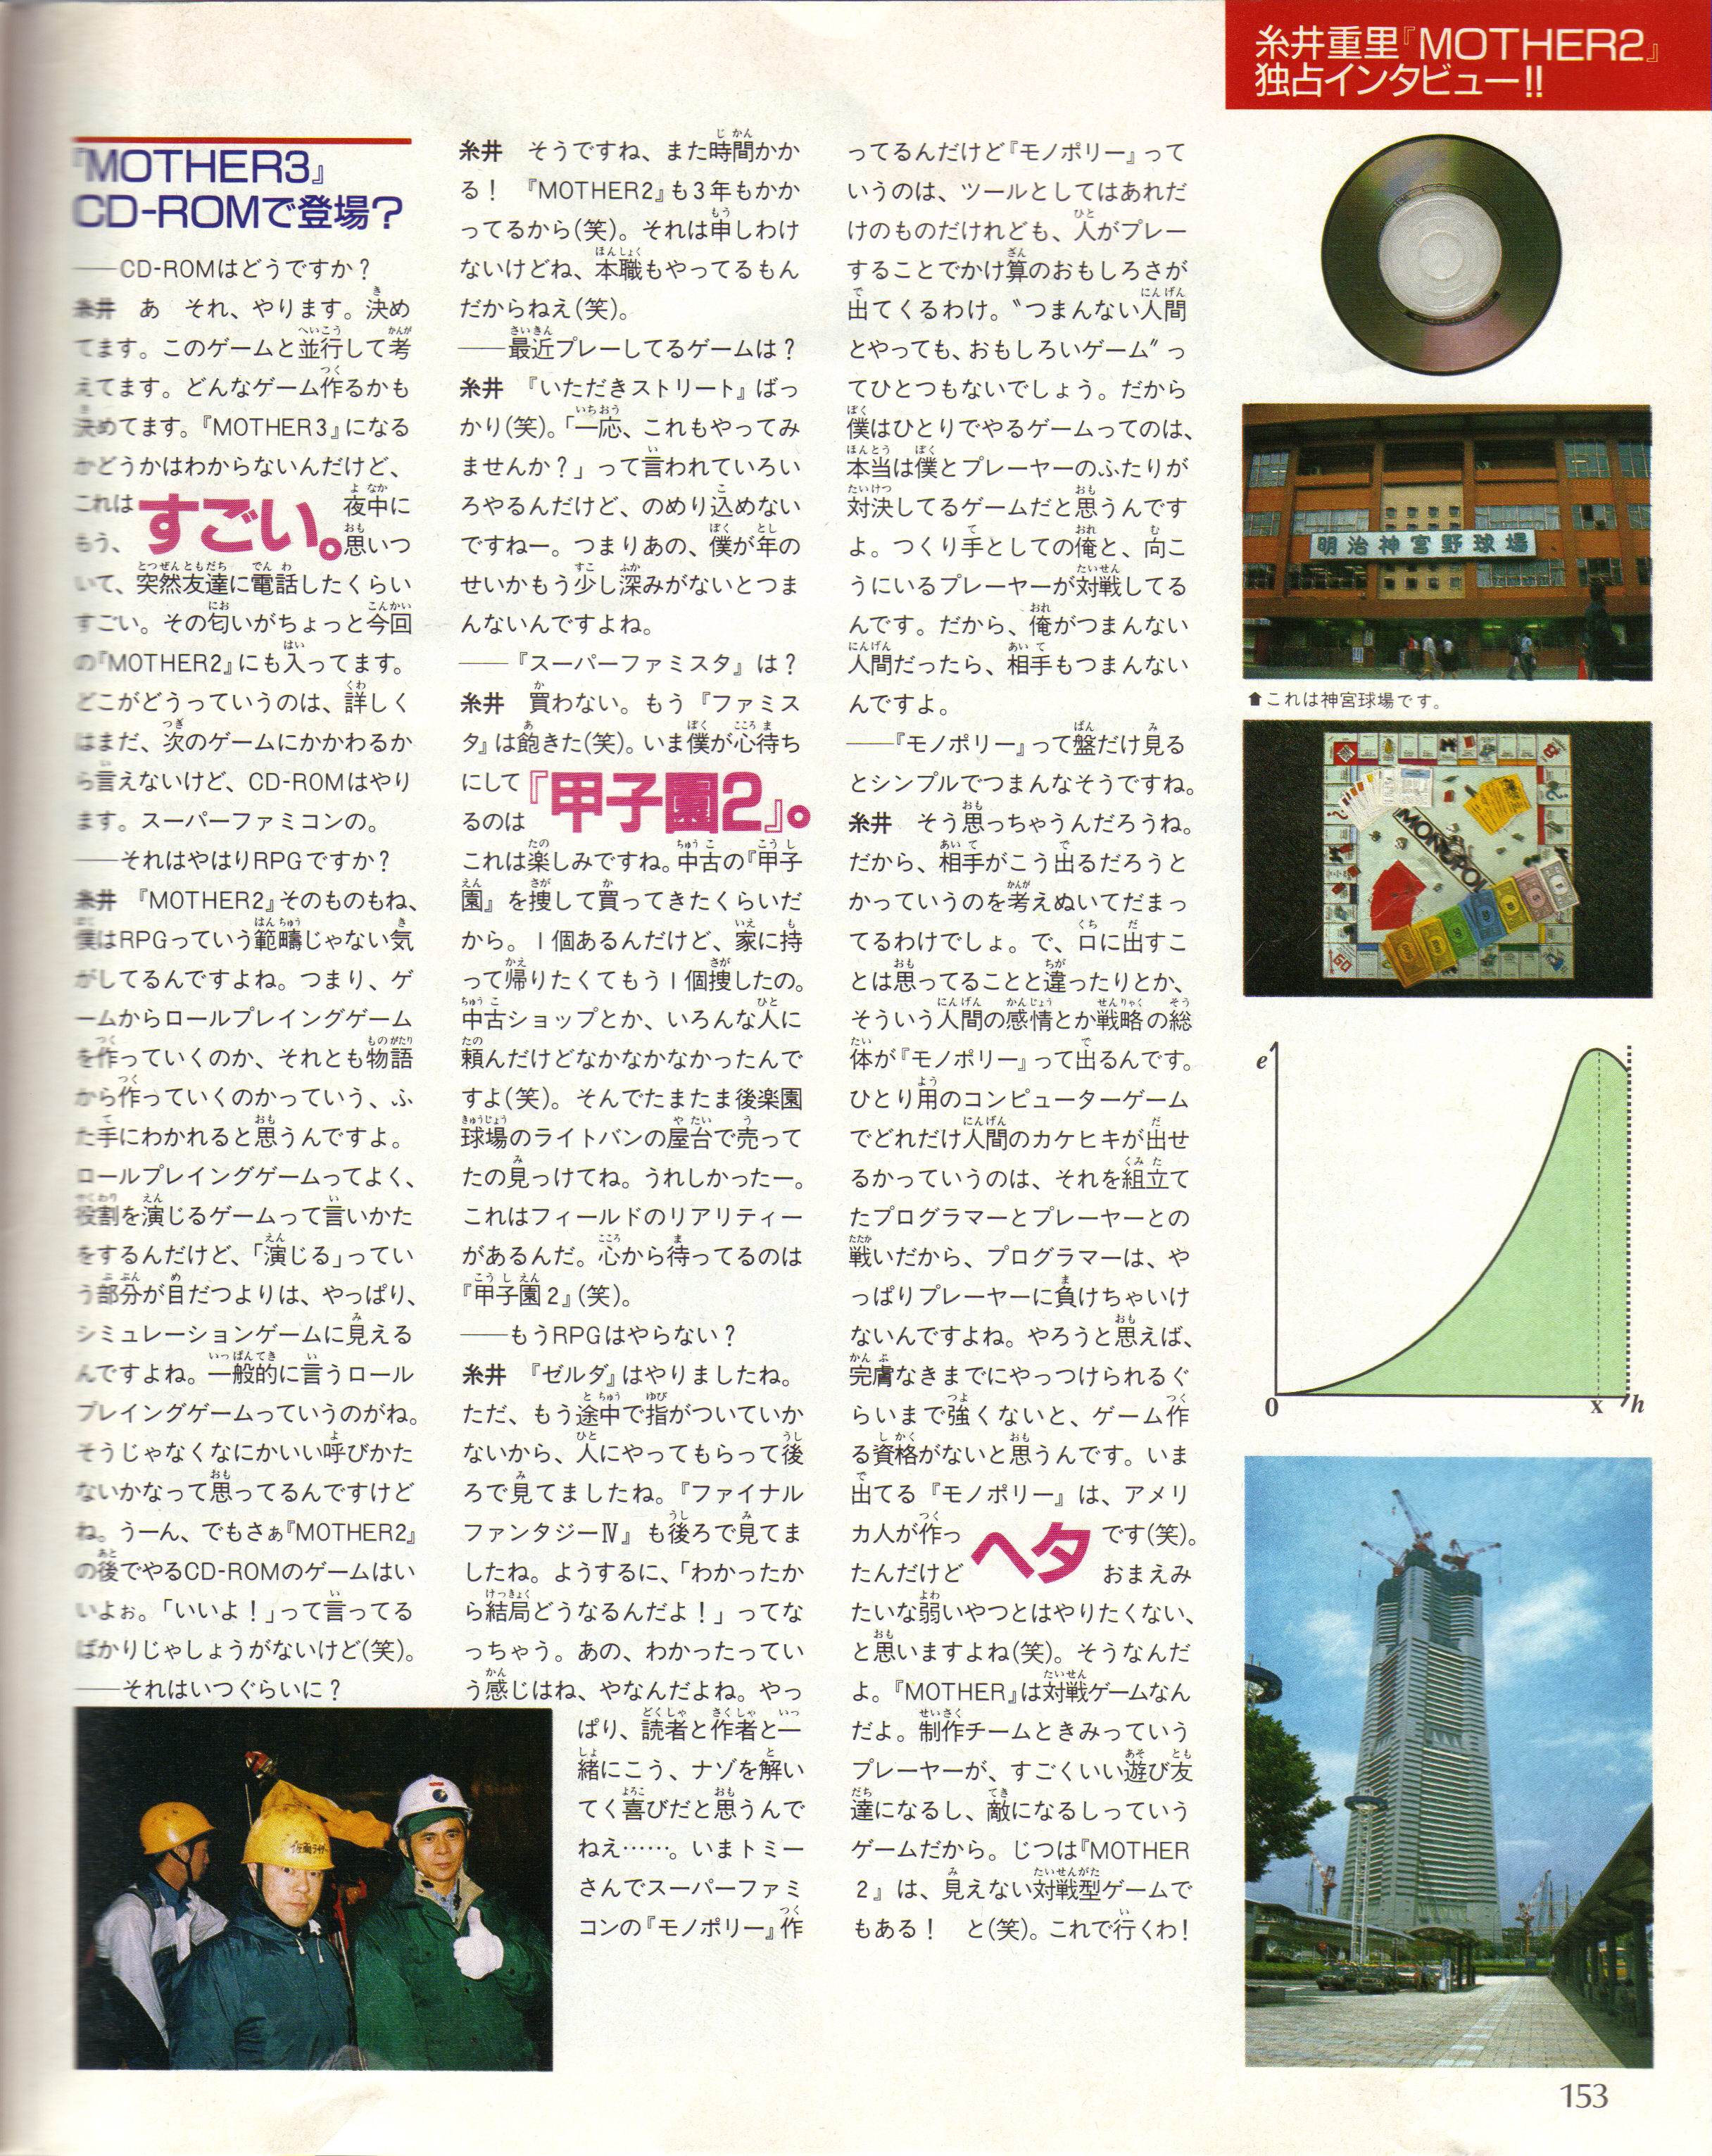 糸井重里『MOTHER2』
独占インタビュー!!
『MOTHER3』
CD-ROMで登場？
――CD-ROMはどうですか？
糸井　あ　それ、やります。決め
てます。このゲームと並行して考
えてます。どんなゲーム作るかも
決めてます。『MOTHER3』になる
かどうかはわからないんだけど、
これは すごい。 夜中に
もう、 思いつ
いて、突然友達に電話したくらい
すごい。その匂いがちょっと今回
の『MOTHER2』にも入ってます。
どこがどうっていうのは、詳しく
はまだ、次のゲームにかかわるか
ら言えないけど、CD-ROMはやり
ます。スーパーファミコンの。
――それはやはりRPGですか？
糸井　『MOTHER2』そのものもね、
僕はRPGっていう範疇じゃない気
がしてるんですよね。つまり、ゲ
ームからロールプレイングゲーム
を作っていくのか、それとも物語
から作っていくのかっていう、ふ
た手にわかれると思うんですよ。
ロールプレイングゲームってよく、
役割を演じるゲームって言いかた
をするんだけど、「演じる」ってい
う部分が目だつよりは、やっぱり、
シミュレーションゲームに見える
んですよね。一般的に言うロール
プレイングゲームっていうのがね。
そうじゃなくなにかいい呼びかた
ないかなって思ってるんですけど
ね。うーん、でもさぁ『MOTHER2』
の後でやるCD-ROMのゲームはい
いよぉ。「いいよ！」って言ってる
ばかりじゃしょうがないけど(笑)。
――それはいつぐらいに？
糸井　そうですね、また時間かか
る！　『MOTHER2』も3年もかか
ってるから(笑)。それは申しわけ
ないけどね、本職もやってるもん
だからねえ(笑)。
――最近プレーしてるゲームは？
糸井　『いただきストリート』ばっ
かり(笑)。「一応、これもやってみ
ませんか？」って言われていろい
ろやるんだけど、のめり込めない
ですねー。つまりあの、僕が年の
せいかもう少し深みがないとつま
んないんですよね。
――『スーパーファミスタ』は？
糸井　買わない。もう『ファミス
タ』は飽きた(笑)。いま僕が心待ち
にして 『甲子園2』。
るのは
これは楽しみですね。中古の『甲子
園』を捜して買ってきたくらいだ
から。1個あるんだけど、家に持
って帰りたくてもう1個捜したの。
中古ショップとか、いろんな人に
頼んだけどなかなかなかったんで
すよ(笑)。そんでたまたま後楽園
球場のライトバンの屋台で売って
たの見っけてね。うれしかったー。
これはフィールドのリアリティー
があるんだ。心から待ってるのは
『甲子園2』(笑)。
――もうRPGはやらない？
糸井　『ゼルダ』はやりましたね。
ただ、もう途中で指がついていか
ないから、人にやってもらって後
ろで見てましたね。『ファイナル
ファンタジーⅣ』も後ろで見てま
したね。ようするに、「わかったか
ら結局どうなるんだよ！」ってな
っちゃう。あの、わかったってい
う感じはね、やなんだよね。やっ
ぱり、読者と作者と一
緒にこう、ナゾを解い
てく喜びだと思うんで
ねえ……。いまトミー
さんでスーパーファミ
コンの『モノポリー』作
ってるんだけど『モノポリー』って
いうのは、ツールとしてはあれだ
けのものだけれども、人がプレー
することでかけ算のおもしろさが
出てくるわけ。〝つまんない人間
とやっても、おもしろいゲーム〟っ
てひとつもないでしょう。だから
僕はひとりでやるゲームってのは、
本当は僕とプレーヤーのふたりが
対決してるゲームだと思うんです
よ。つくり手としての俺と、向こ
うにいるプレーヤーが対戦してる
んです。だから、俺がつまんない
人間だったら、相手もつまんない
んですよ。
――『モノポリー』って盤だけ見る
とシンプルでつまんなそうですね。
糸井　そう思っちゃうんだろうね。
だから、相手がこう出るだろうと
かっていうのを考えぬいてだまっ
てるわけでしょ。で、口に出すこ
とは思ってることと違ったりとか、
そういう人間の感情とか戦略の総
体が『モノポリー』って出るんです。
ひとり用のコンピューターゲーム
でどれだけ人間のカケヒキが出せ
るかっていうのは、それを組立て
たプログラマーとプレーヤーとの
戦いだから、プログラマーは、や
っぱりプレーヤーに負けちゃいけ
ないんですよね。やろうと思えば、
完膚なきまでにやっつけられるぐ
らいまで強くないと、ゲーム作
る資格がないと思うんです。いま
出てる『モノポリー』は、アメリ
カ人が作っ ヘタ です(笑)。
たんだけど おまえみ
たいな弱いやつとはやりたくない、
と思いますよね(笑)。そうなんだ
よ。『MOTHER』は対戦ゲームなん
だよ。制作チームときみっていう
プレーヤーが、すごくいい遊び友
達になるし、敵になるしっていう
ゲームだから。じつは『MOTHER
2』は、見えない対戦型ゲームで
もある！　と(笑)。これで行くわ！
明治神宮野球場
⬆これは神宮球場です。
MONOPOLY
GO
e
0
x
h
153